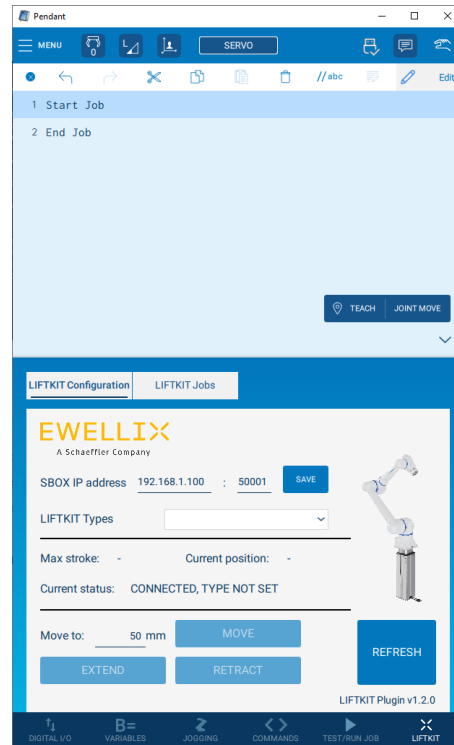 Pendant
MENU 0 SERVO
// abc Edit
1 Start Job
2 End Job
TEACH JOINT MOVE
LIFTKIT Configuration LIFTKIT Jobs
EWELLIX
A Schaeffler Company
SBOX IP address 192.168.1.100 : 50001 SAVE
LIFTKIT Types
Max stroke: - Current position: -
Current status: CONNECTED, TYPE NOT SET
Move to: 50 mm MOVE
EXTEND RETRACT REFRESH
LIFTKIT Plugin v1.2.0
DIGITAL I/O B= VARIABLES JOGGING COMMANDS TEST/RUN JOB LIFTKIT